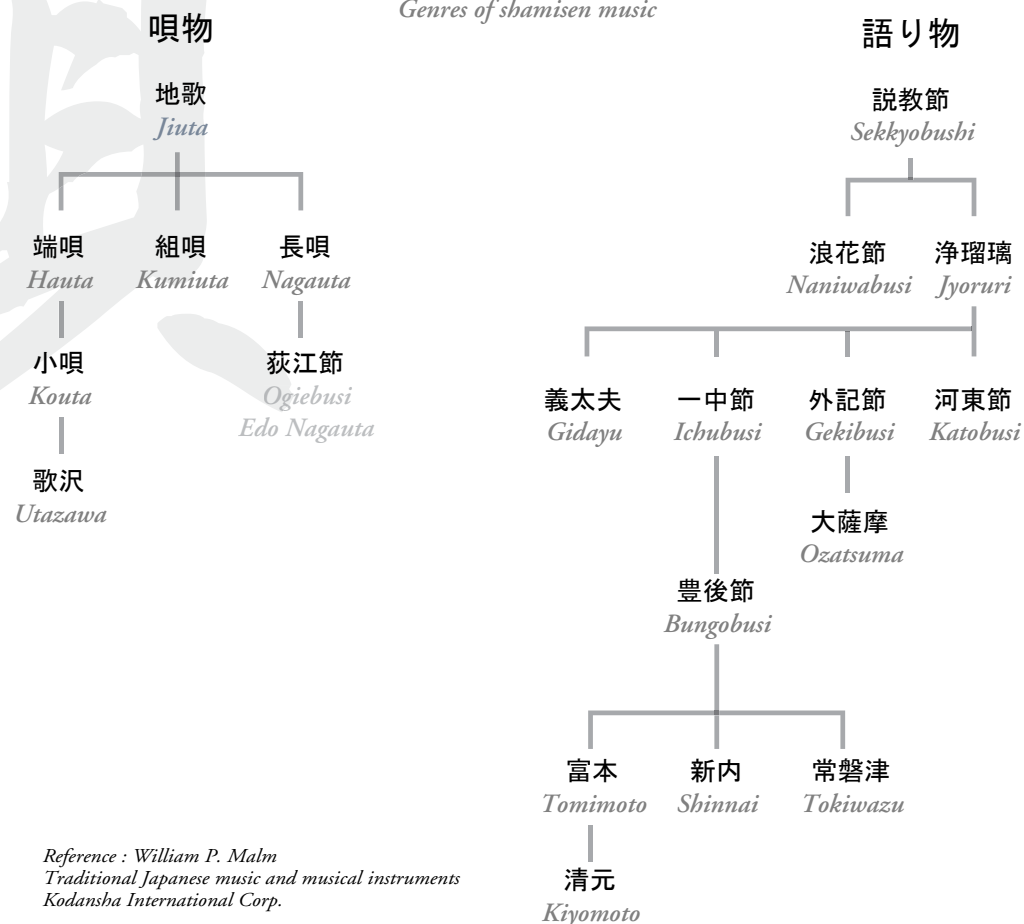 Genres of shamisen music
唄物
地歌
Jiuta
端唄
Hauta
組唄
Kumiuta
長唄
Nagauta
小唄
Kouta
荻江節
Ogiebusi
Edo Nagauta
歌沢
Utazawa
語り物
説教節
Sekkyobushi
浪花節
Naniwabusi
浄瑠璃
Jyoruri
義太夫
Gidayu
一中節
Ichubusi
外記節
Gekibusi
河東節
Katobusi
大薩摩
Ozatsuma
豊後節
Bungobusi
富本
Tomimoto
新内
Shinnai
常磐津
Tokiwazu
清元
Kiyomoto
Reference : William P. Malm
Traditional Japanese music and musical instruments
Kodansha International Corp.